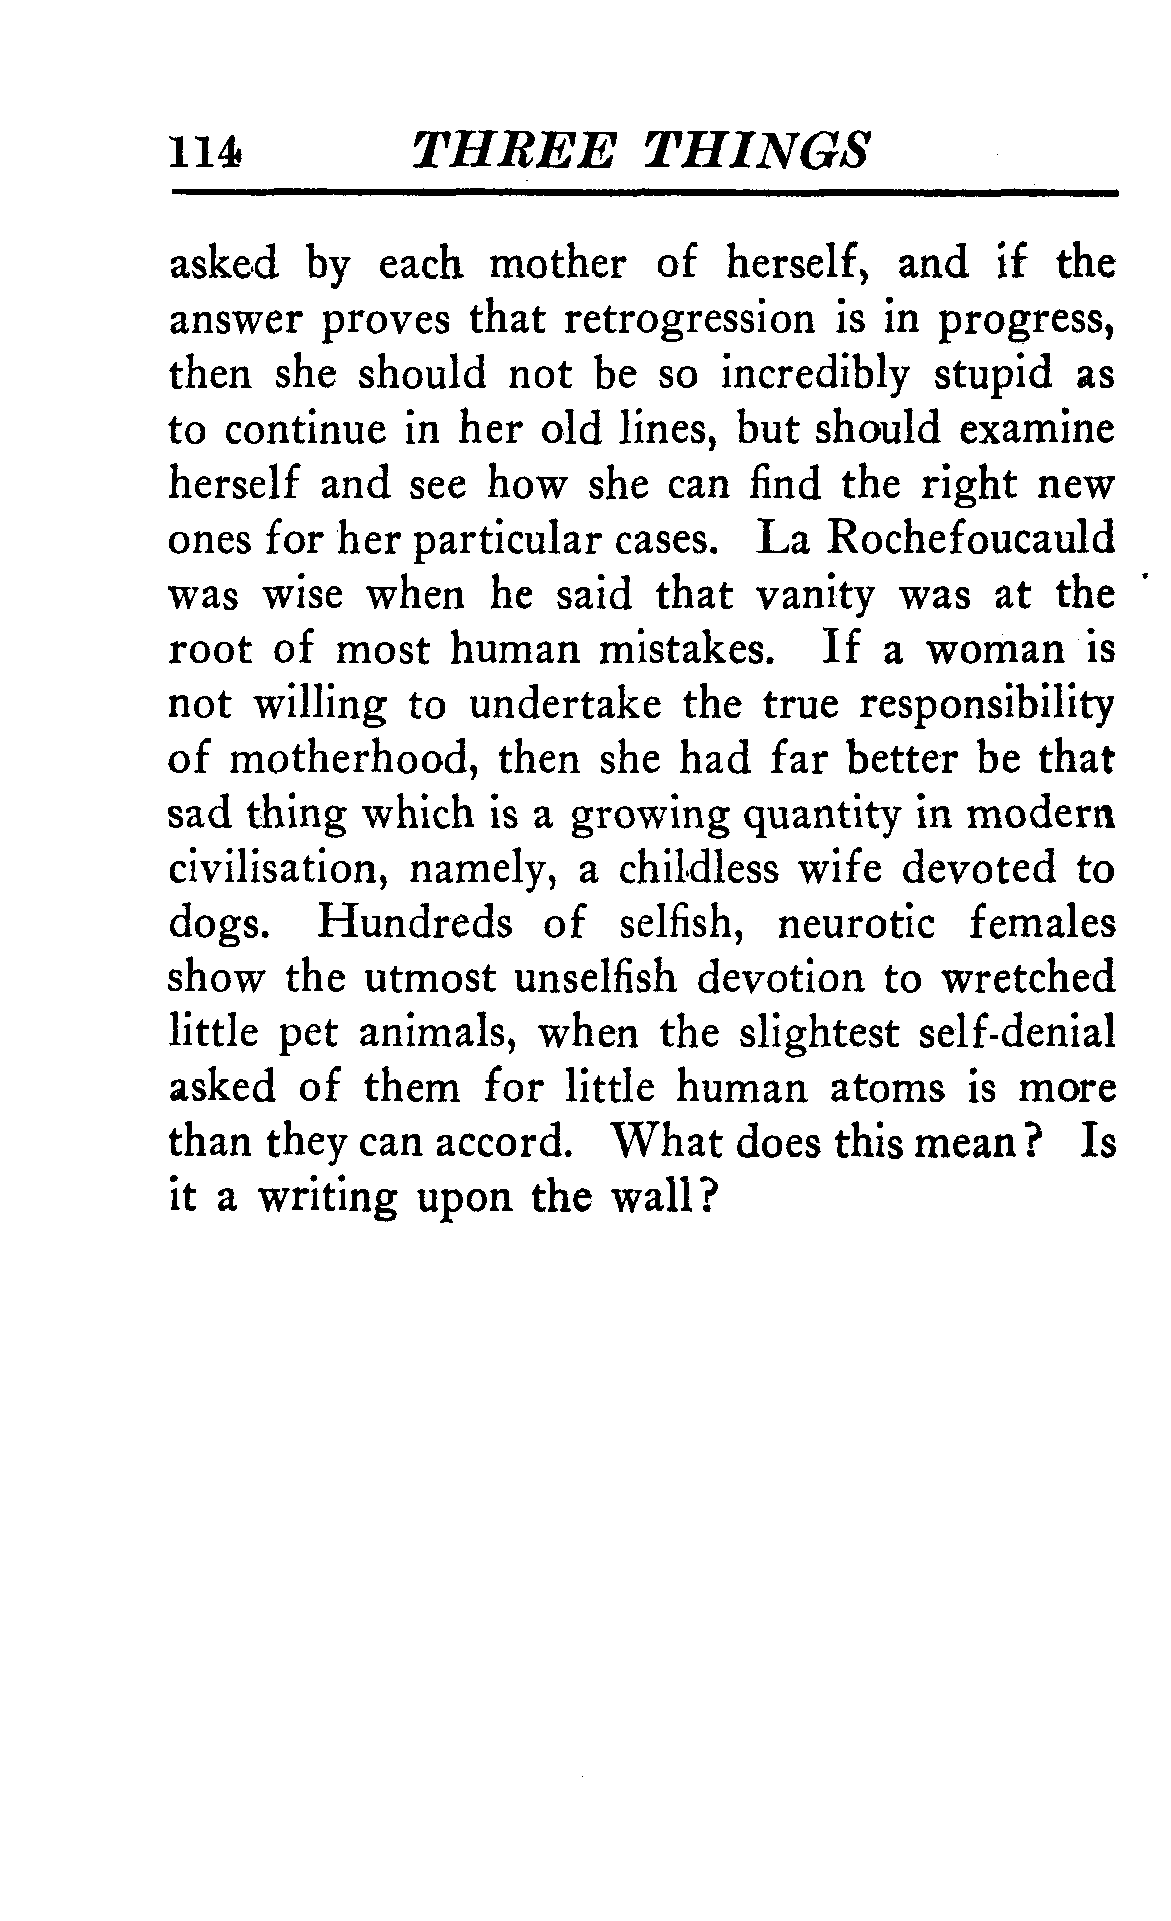 114 THREE THINGS
asked by each mother of herself, and if the
answer proves that retrogression is in progress,
then she should not be so incredibly stupid as
to continue in her old lines, but should examine
herself and see how she can find the right new
ones for her particular cases. La Rochefoucauld
was wise when he said that vanity was at the
root of most human mistakes. If a woman is
not willing to undertake the true responsibility
of motherhood, then she had far better be that
sad thing which is a growing quantity in modern
civilisation, namely, a childless wife devoted to
dogs. Hundreds of selfish, neurotic females
show the utmost unselfish devotion to wretched
little pet animals, when the slightest self-denial
asked of them for little human atoms is more
than they can accord. What does this mean? Is
it a writing upon the wall?